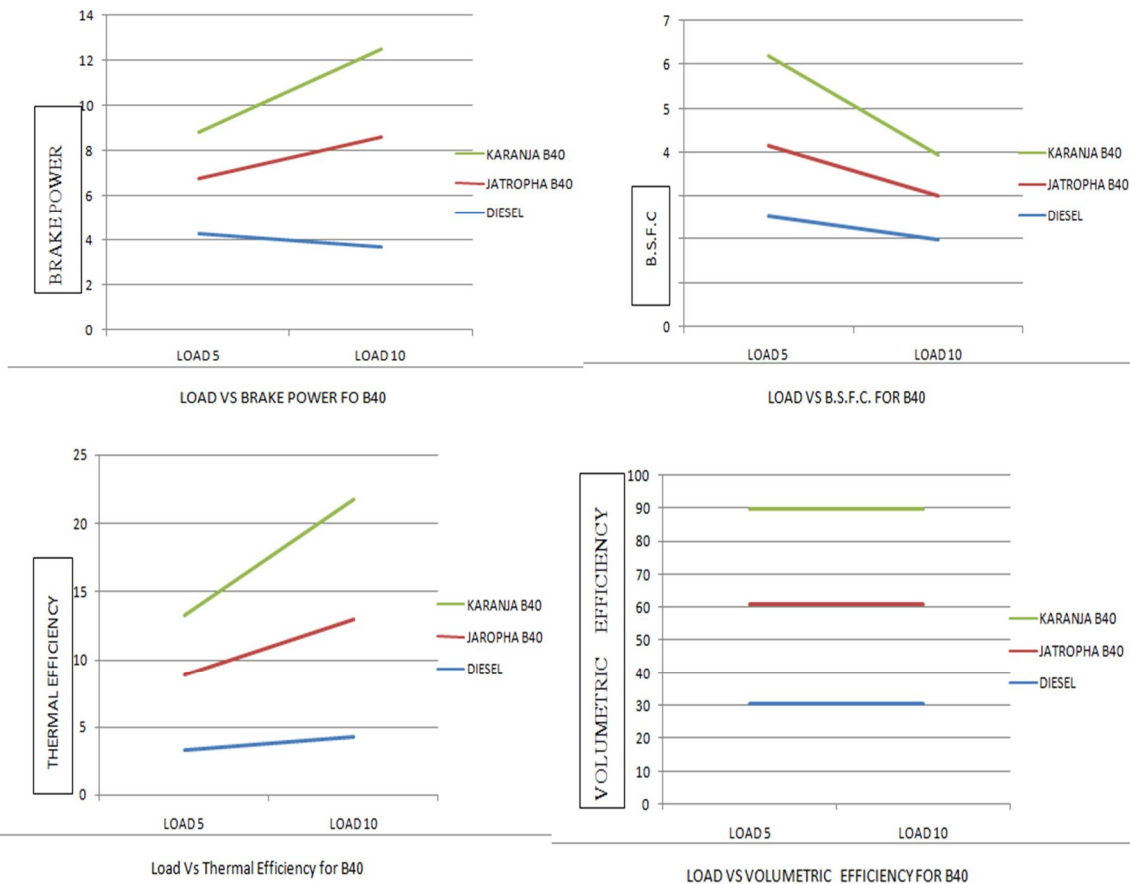 14
12
10
8
6
4
2
0
BRAKE POWER
KARANJA B40
JATROPHA B40
DIESEL
LOAD 5
LOAD 10
LOAD VS BRAKE POWER FO B40
7
6
5
4
0
B.S.F.C
KARANJA B40
JATROPHA B40
DIESEL
LOAD 5
LOAD 10
LOAD VS B.S.F.C. FOR B40
25
20
15
10
5
0
THERMAL EFFICIENCY
KARANJA B40
JAROPHA B40
DIESEL
LOAD 5
LOAD 10
Load Vs Thermal Efficiency for B40
100
90
80
70
60
50
40
30
20
10
0
VOLUMETRIC EFFICIENCY
KARANJA B40
JATROPHA B40
DIESEL
LOAD 5
LOAD 10
LOAD VS VOLUMETRIC EFFICIENCY FOR B40